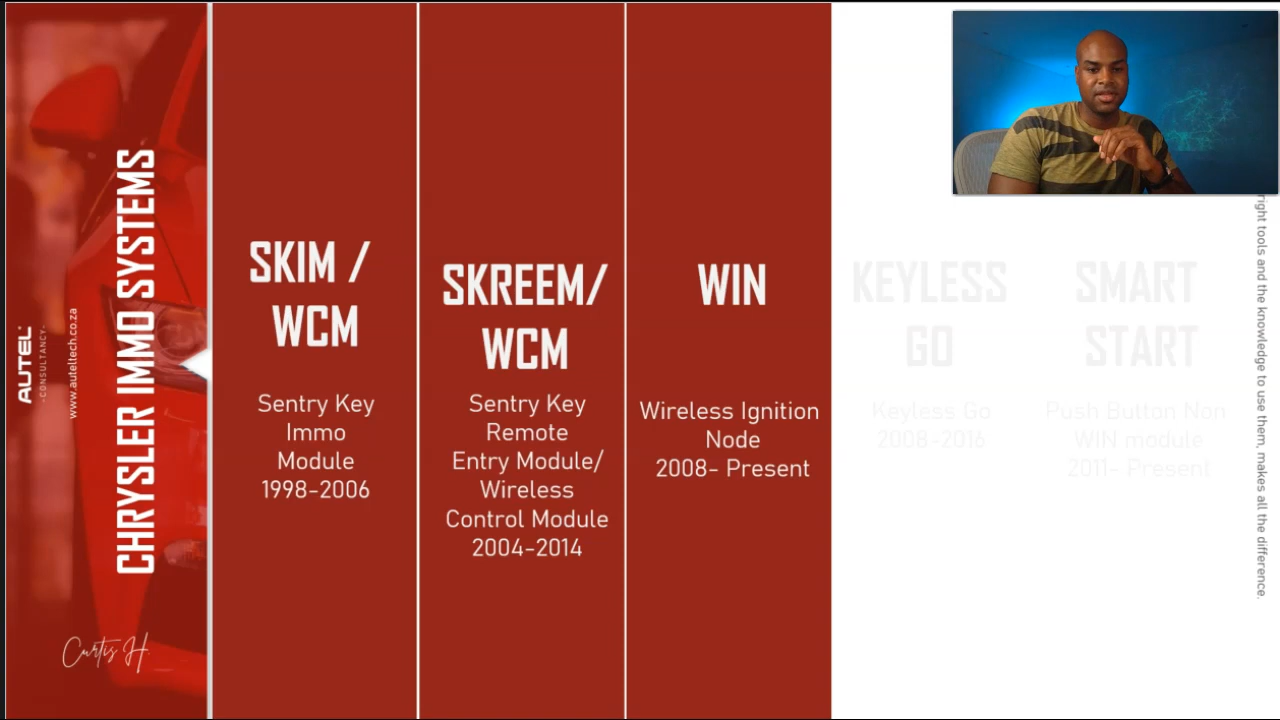 AUTEL
-CONSULTANCY-
www.auteltech.co.za
CHRYSLER IMMO SYSTEMS
Curtis H.
SKIM /
WCM
Sentry Key
Immo
Module
1998-2006
SKREEM/
WCM
Sentry Key
Remote
Entry Module/
Wireless
Control Module
2004-2014
WIN
Wireless Ignition
Node
2008- Present
KEYLESS
GO
Keyless Go
2008 -2016
SMART
START
Push Button Non
WIN module
2011- Present
right tools and the knowledge to use them, makes all the difference.